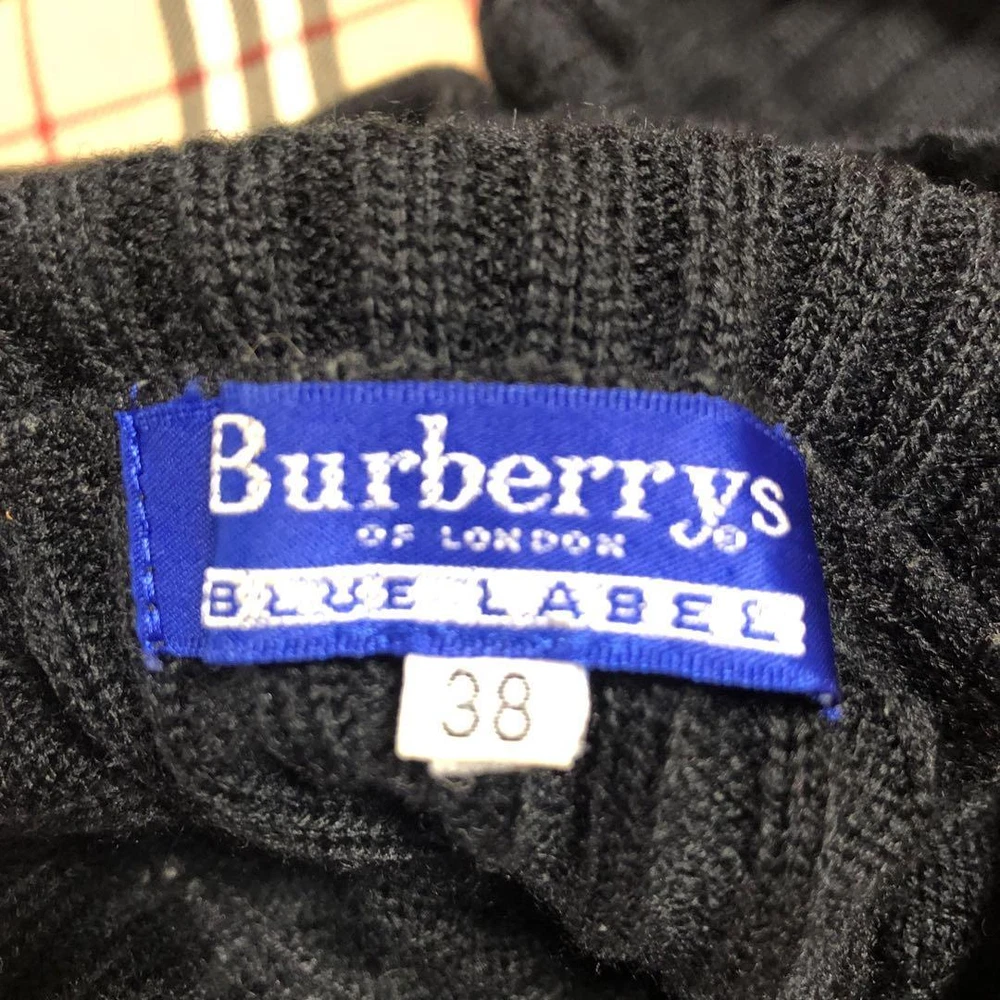 Burberrys®
OF LONDON
BLUE LABEL
38